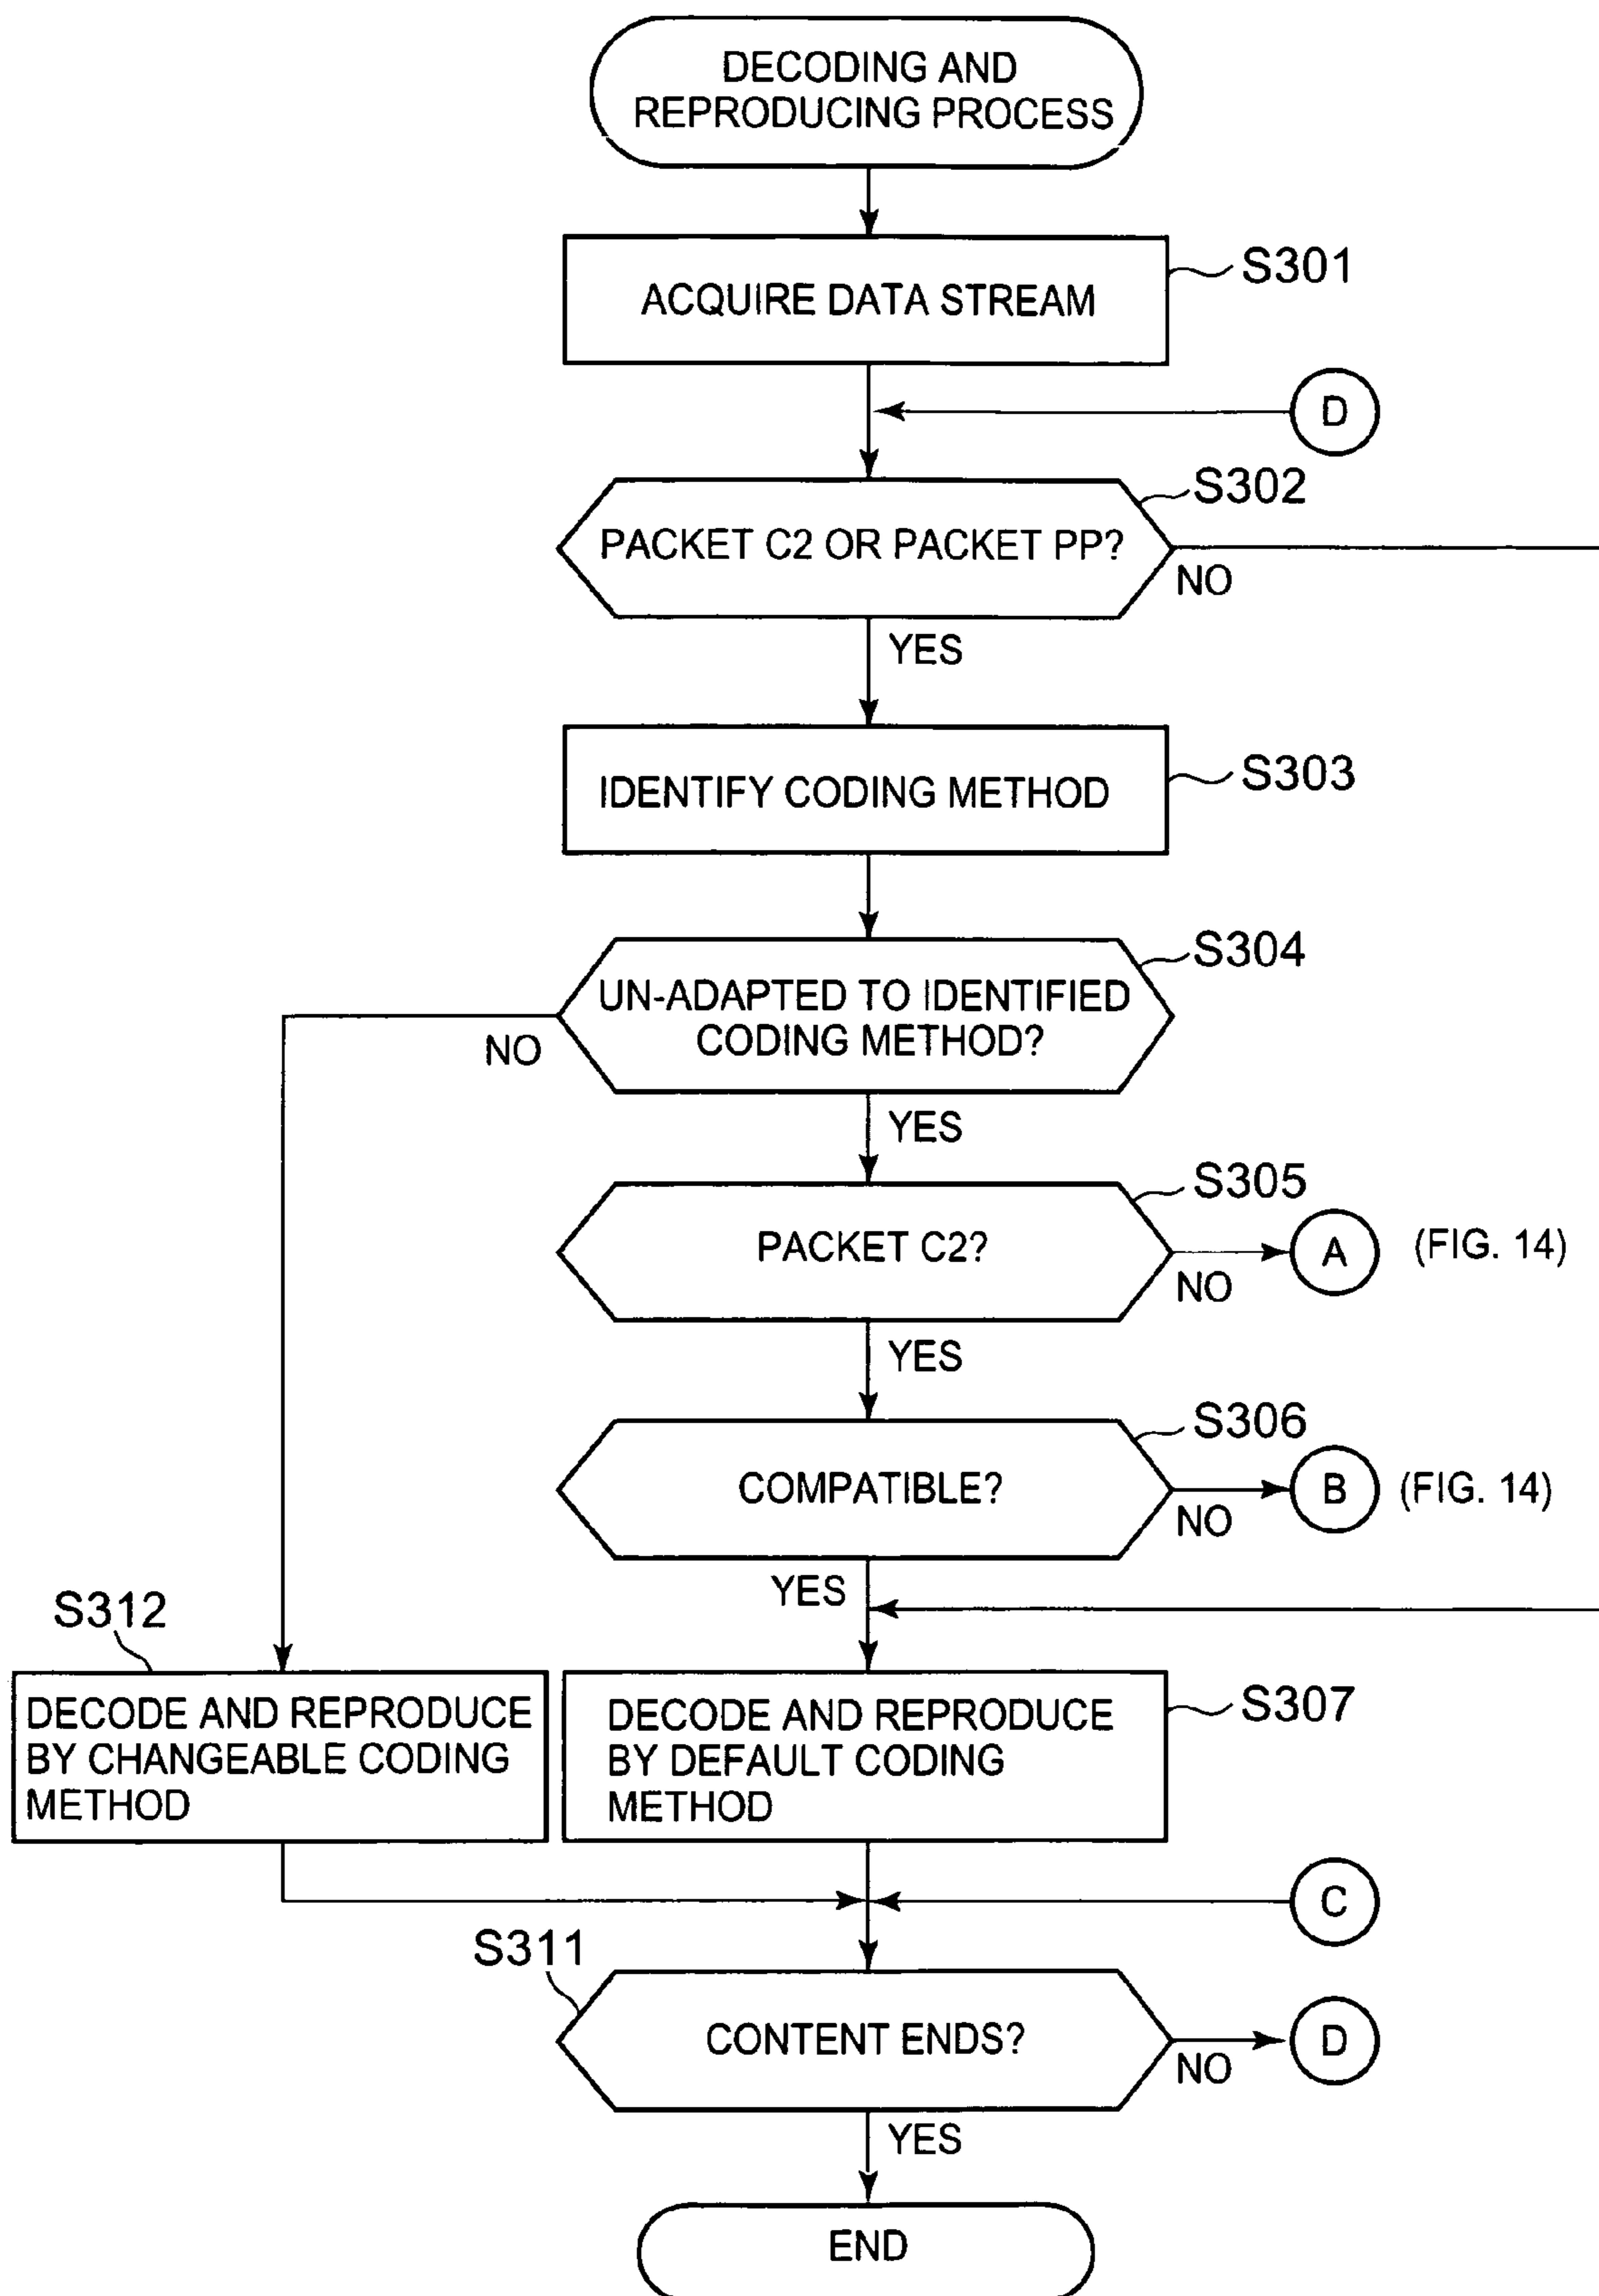 DECODING AND
REPRODUCING PROCESS
S301
ACQUIRE DATA STREAM
D
S302
PACKET C2 OR PACKET PP?
NO
YES
S303
IDENTIFY CODING METHOD
S304
UN-ADAPTED TO IDENTIFIED
CODING METHOD?
NO
YES
S305
PACKET C2?
A
(FIG. 14)
NO
YES
S306
COMPATIBLE?
B
(FIG. 14)
NO
YES
S312
DECODE AND REPRODUCE
BY CHANGEABLE CODING
METHOD
S307
DECODE AND REPRODUCE
BY DEFAULT CODING
METHOD
C
S311
CONTENT ENDS?
D
NO
YES
END